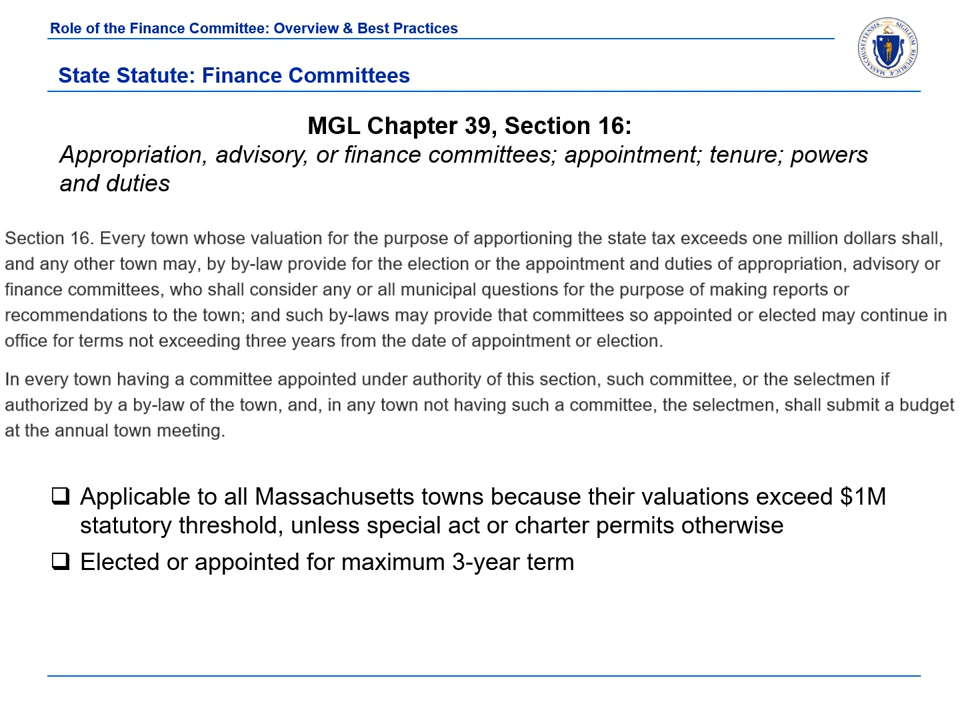 Role of the Finance Committee: Overview & Best Practices
State Statute: Finance Committees
MGL Chapter 39, Section 16:
Appropriation, advisory, or finance committees; appointment; tenure; powers
and duties
Section 16. Every town whose valuation for the purpose of apportioning the state tax exceeds one million dollars shall,
and any other town may, by by-law provide for the election or the appointment and duties of appropriation, advisory or
finance committees, who shall consider any or all municipal questions for the purpose of making reports or
recommendations to the town; and such by-laws may provide that committees so appointed or elected may continue in
office for terms not exceeding three years from the date of appointment or election.
In every town having a committee appointed under authority of this section, such committee, or the selectmen if
authorized by a by-law of the town, and, in any town not having such a committee, the selectmen, shall submit a budget
at the annual town meeting.
❑ Applicable to all Massachusetts towns because their valuations exceed $1M
statutory threshold, unless special act or charter permits otherwise
❑ Elected or appointed for maximum 3-year term